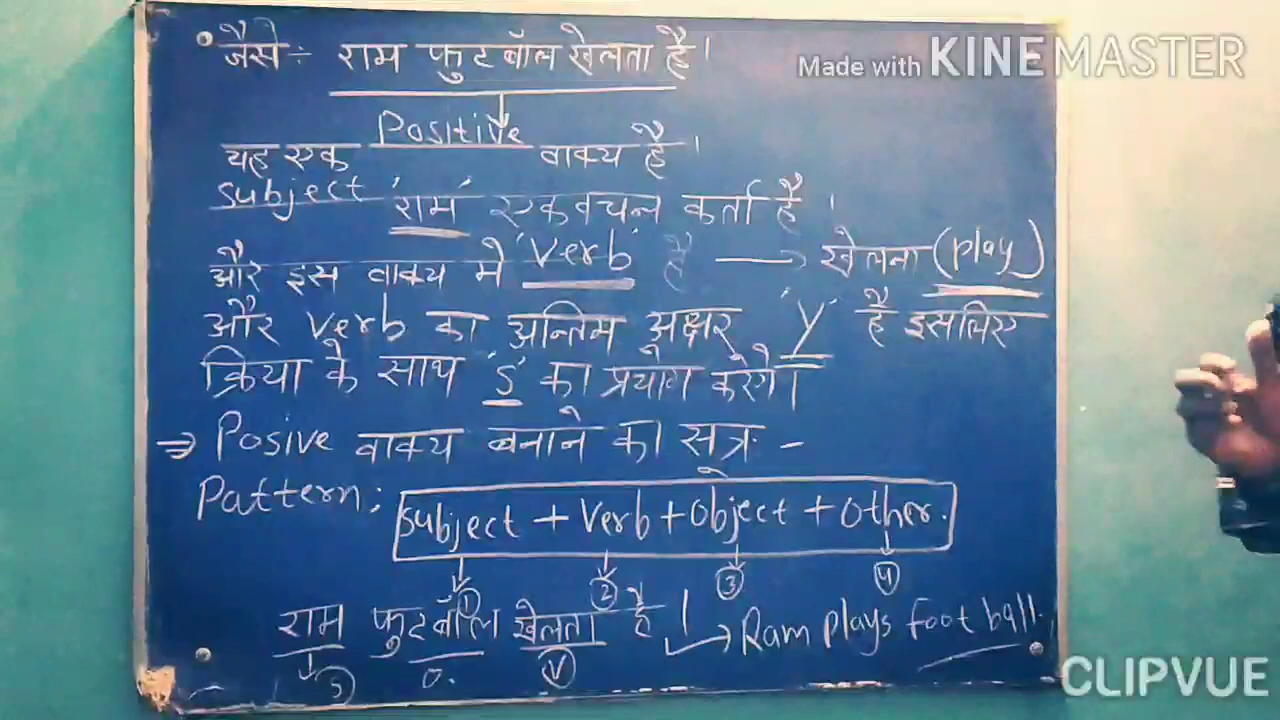 जैसे÷ राम फुटबॉल खेलता है।
Made with KINEMASTER
Positive
यह एक वाक्य है।
Subject 'राम' एकवचन कर्ता है।
और इस वाक्य मे 'Verb' है → खेलना (play)
और Verb का अन्तिम अक्षर 'y' है इसलिए
क्रिया के साथ 'S' का प्रयोग करेगे।
⇒ Posive वाक्य बनाने का सूत्र :-
Pattern: Subject + Verb + Object + Other.
1 2 3 4
राम फुटबॉल खेलता है। → Ram plays foot ball.
S O. V
CLIPVUE